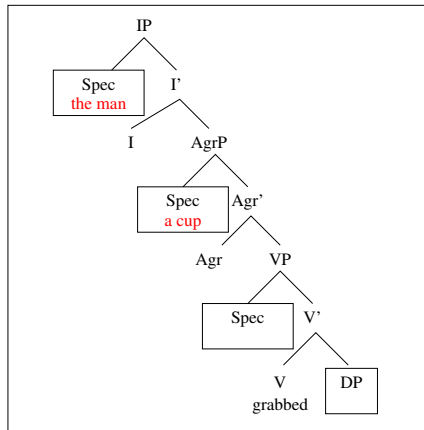 IP
Spec I'
the man
I AgrP
Spec Agr'
a cup
Agr VP
Spec V'
V DP
grabbed